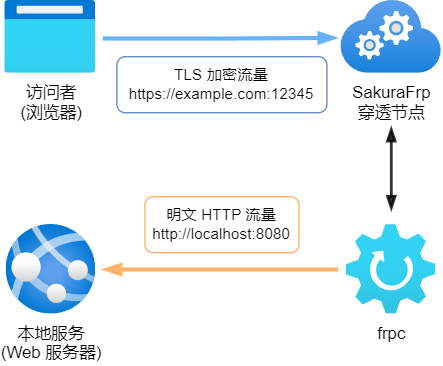 访问者
(浏览器)
TLS 加密流量
https://example.com:12345
SakuraFrp
穿透节点
明文 HTTP 流量
http://localhost:8080
本地服务
(Web 服务器)
frpc